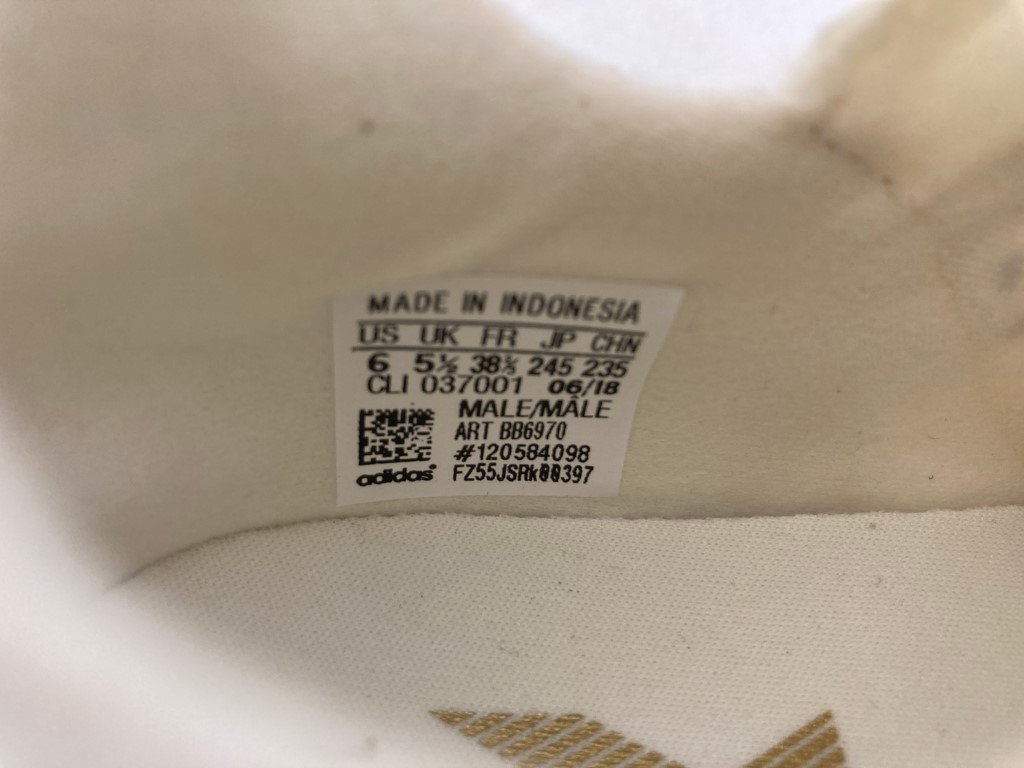 MADE IN INDONESIA
US UK FR JP CHN
6 5½ 38⅔ 245 235
CLI 037001 06/18
MALE/MÂLE
ART BB6970
#120584098
adidas FZ55JSRk00397